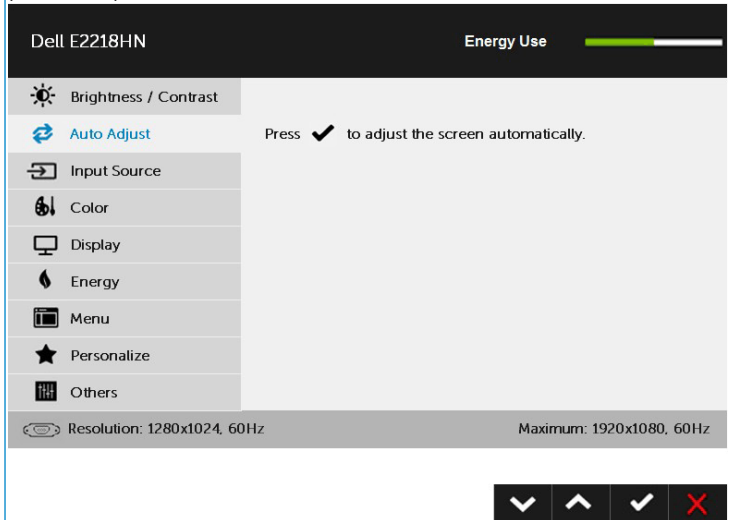 Dell E2218HN
Energy Use
Brightness / Contrast
Auto Adjust
Press ✔ to adjust the screen automatically.
Input Source
Color
Display
Energy
Menu
Personalize
Others
Resolution: 1280x1024, 60Hz
Maximum: 1920x1080, 60Hz